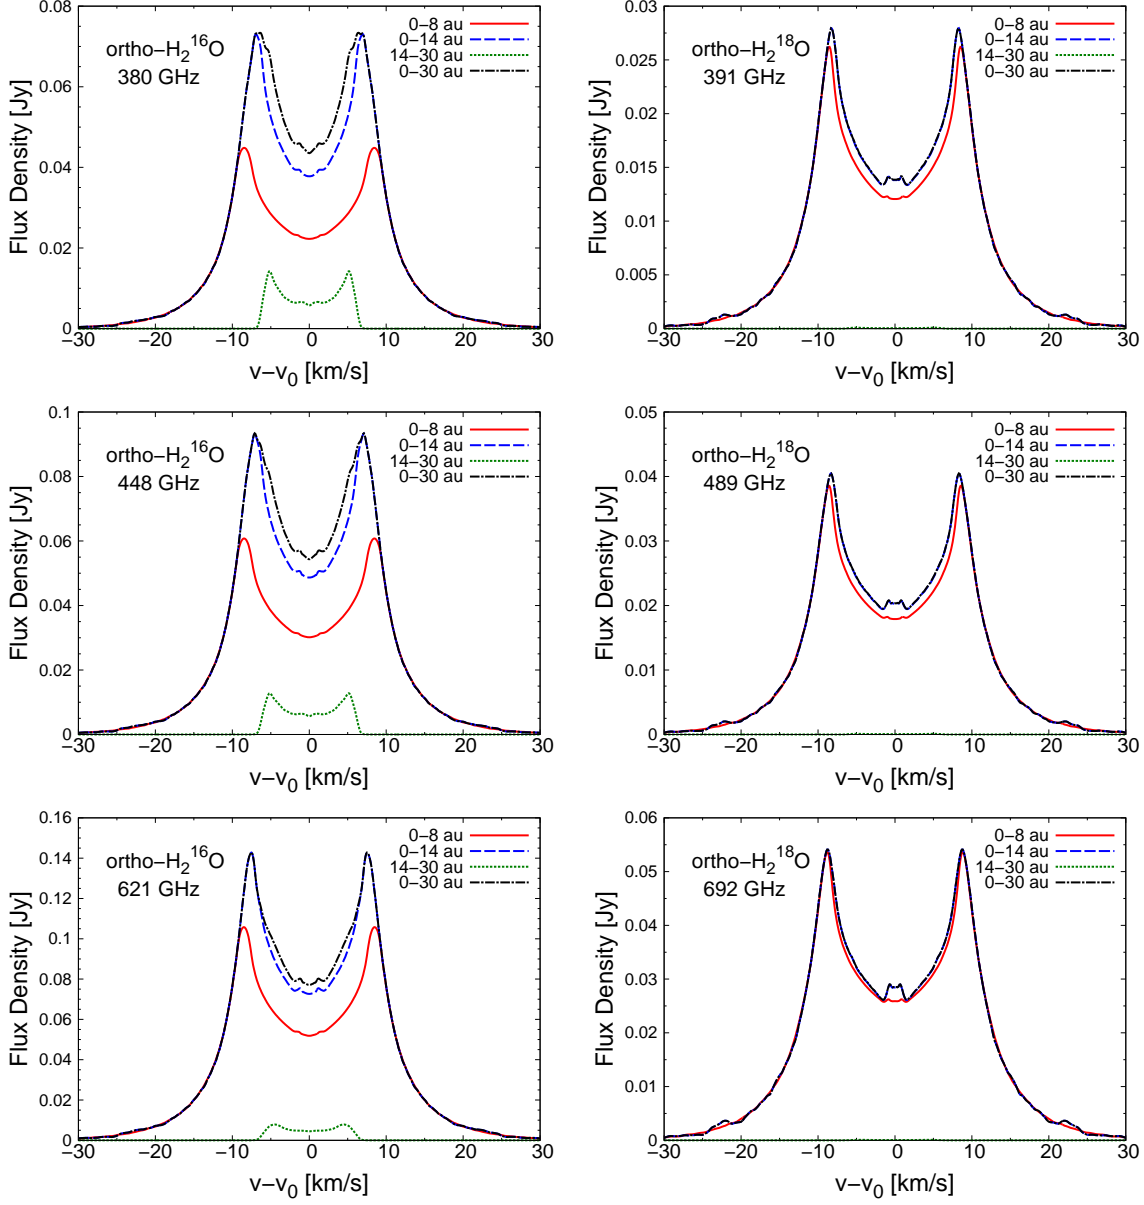 0−8 au
0−14 au
14−30 au
0−30 au
ortho−H₂¹⁶O
380 GHz
Flux Density [Jy]
0.08
0.06
0.04
0.02
0
−30 −20 −10 0 10 20 30
v−v₀ [km/s]
0−8 au
0−14 au
14−30 au
0−30 au
ortho−H₂¹⁸O
391 GHz
Flux Density [Jy]
0.03
0.025
0.02
0.015
0.01
0.005
0
−30 −20 −10 0 10 20 30
v−v₀ [km/s]
0−8 au
0−14 au
14−30 au
0−30 au
ortho−H₂¹⁶O
448 GHz
Flux Density [Jy]
0.1
0.08
0.06
0.04
0.02
0
−30 −20 −10 0 10 20 30
v−v₀ [km/s]
0−8 au
0−14 au
14−30 au
0−30 au
ortho−H₂¹⁸O
489 GHz
Flux Density [Jy]
0.05
0.04
0.03
0.02
0.01
0
−30 −20 −10 0 10 20 30
v−v₀ [km/s]
0−8 au
0−14 au
14−30 au
0−30 au
ortho−H₂¹⁶O
621 GHz
Flux Density [Jy]
0.16
0.14
0.12
0.1
0.08
0.06
0.04
0.02
0
−30 −20 −10 0 10 20 30
v−v₀ [km/s]
0−8 au
0−14 au
14−30 au
0−30 au
ortho−H₂¹⁸O
692 GHz
Flux Density [Jy]
0.06
0.05
0.04
0.03
0.02
0.01
0
−30 −20 −10 0 10 20 30
v−v₀ [km/s]